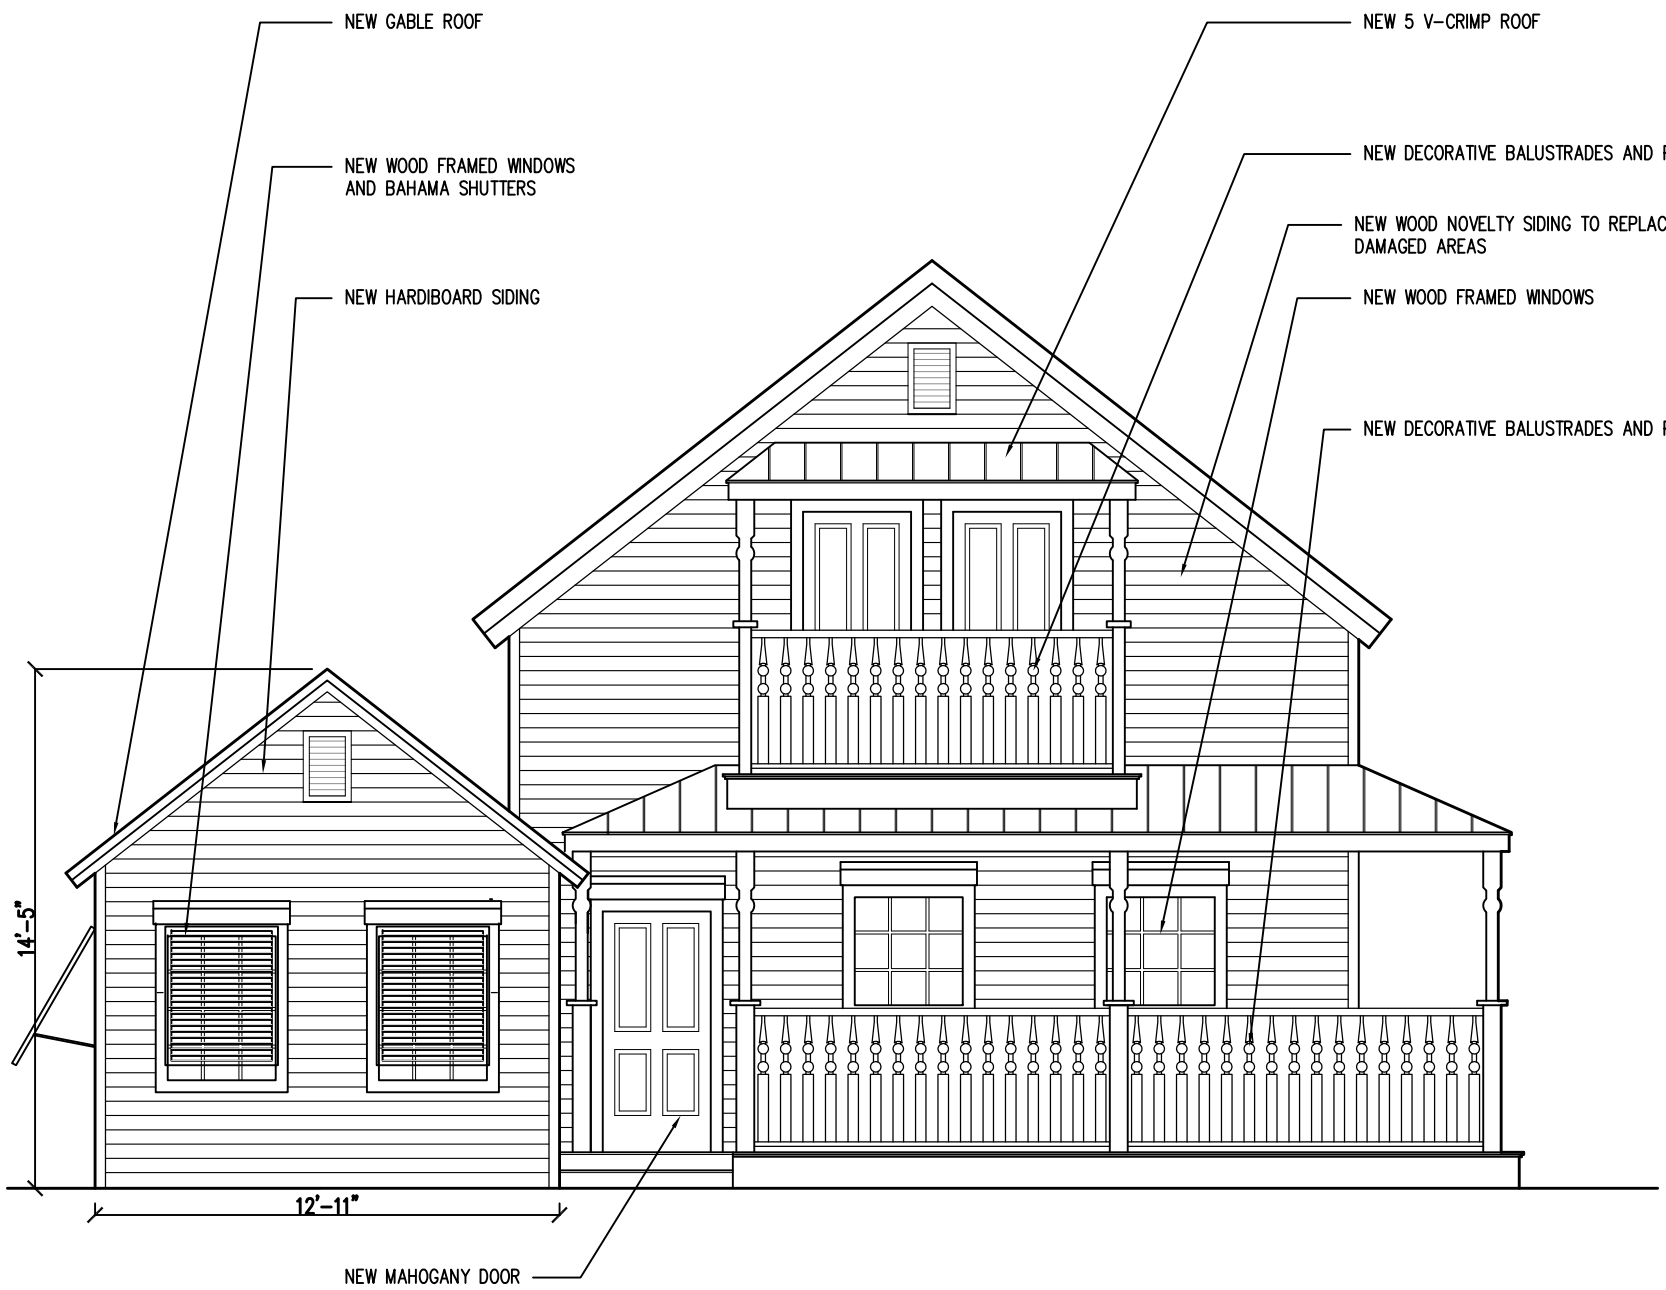 NEW GABLE ROOF
NEW 5 V-CRIMP ROOF
NEW DECORATIVE BALUSTRADES AND
NEW WOOD FRAMED WINDOWS
AND BAHAMA SHUTTERS
NEW WOOD NOVELTY SIDING TO REPLAC
DAMAGED AREAS
NEW HARDIBOARD SIDING
NEW WOOD FRAMED WINDOWS
NEW DECORATIVE BALUSTRADES AND
14'-5"
12'-11"
NEW MAHOGANY DOOR